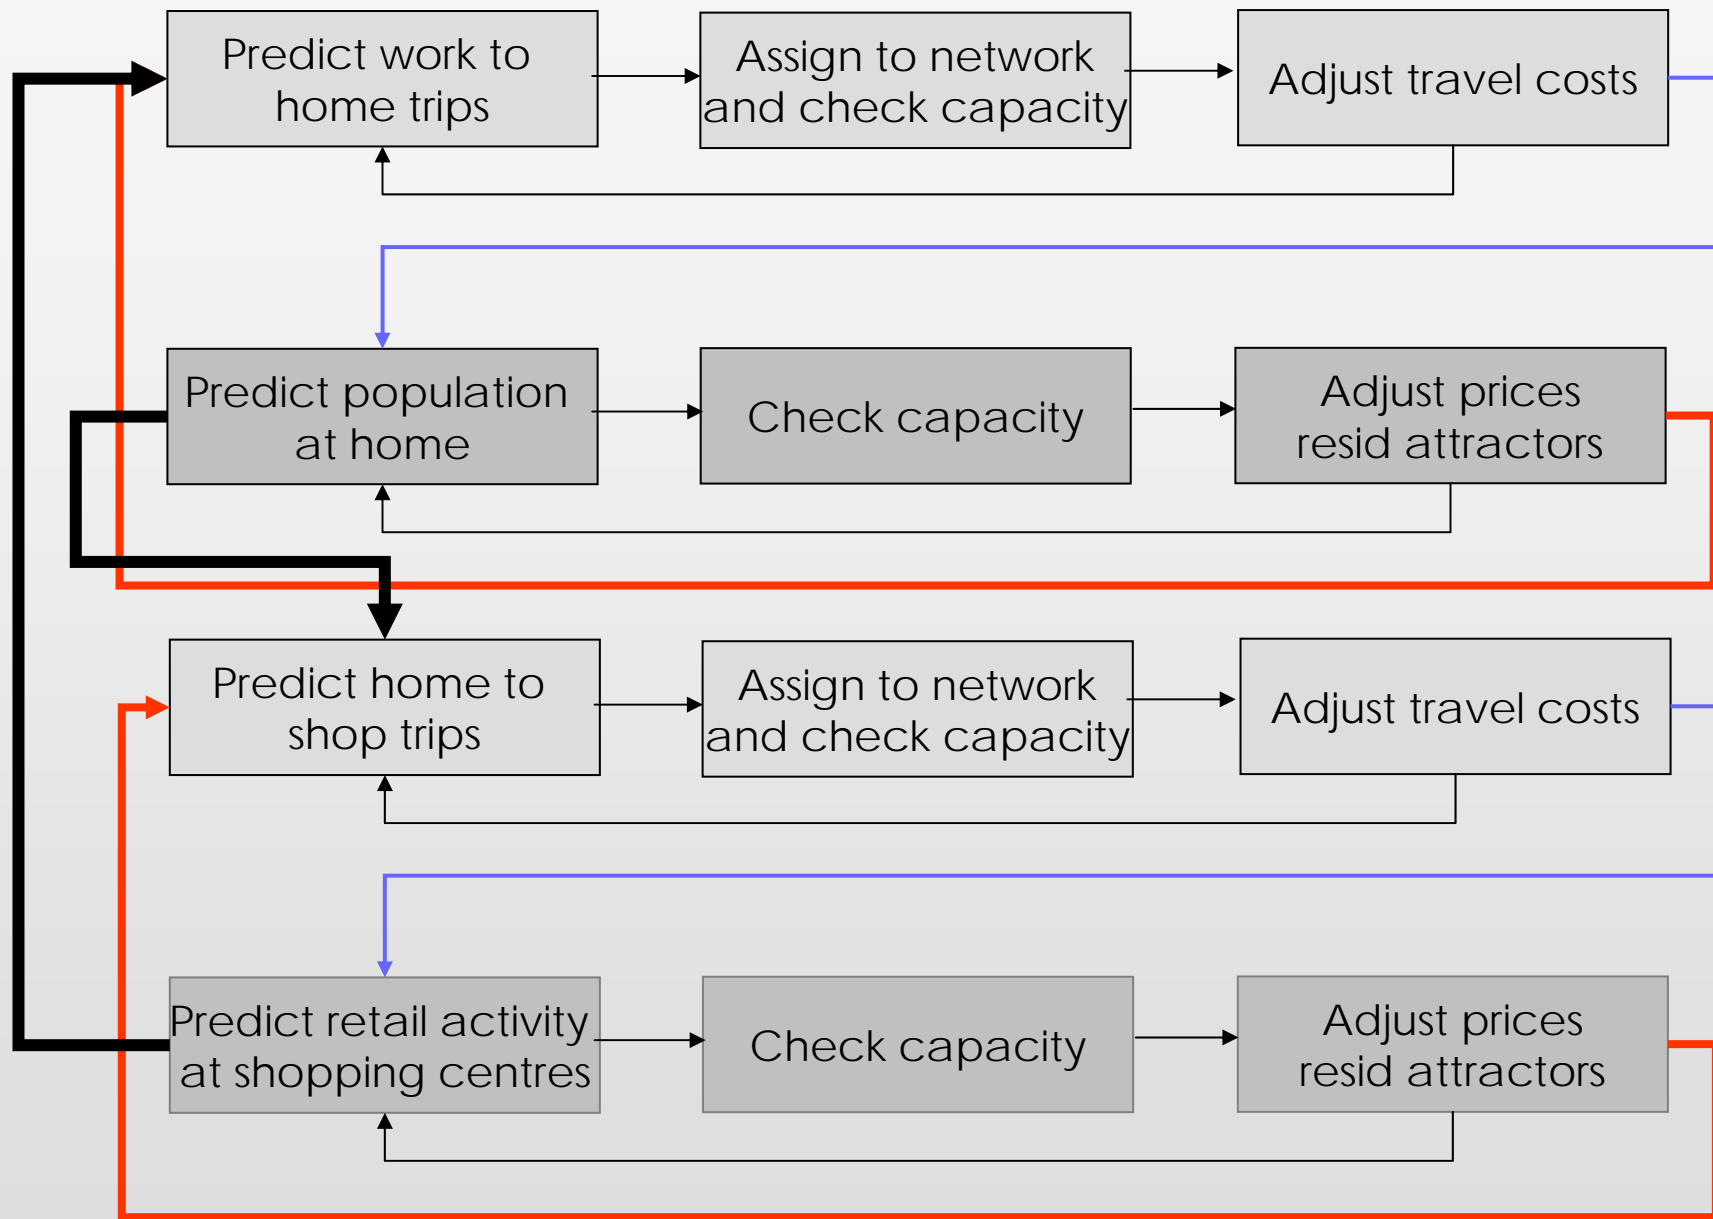 Predict work to
home trips
Assign to network
and check capacity
Adjust travel costs
Predict population
at home
Check capacity
Adjust prices
resid attractors
Predict home to
shop trips
Assign to network
and check capacity
Adjust travel costs
Predict retail activity
at shopping centres
Check capacity
Adjust prices
resid attractors